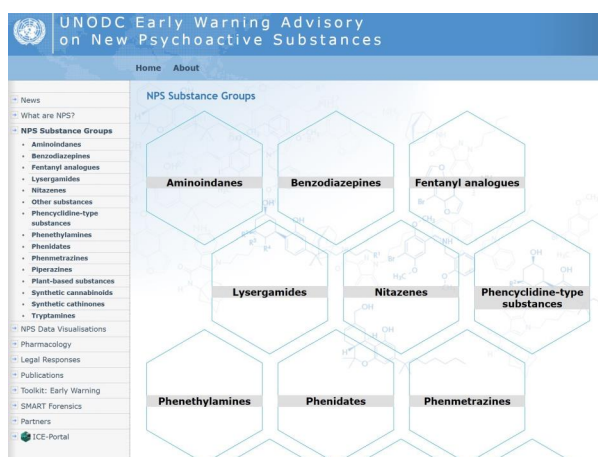 UNODC Early Warning Advisory
on New Psychoactive Substances
Home About
News
What are NPS?
NPS Substance Groups
Aminoindanes
Benzodiazepines
Fentanyl analogues
Lysergamides
Nitazenes
Other substances
Phencyclidine-type
substances
Phenethylamines
Phenidates
Phenmetrazines
Piperazines
Plant-based substances
Synthetic cannabinoids
Synthetic cathinones
Tryptamines
NPS Data Visualisations
Pharmacology
Legal Responses
Publications
Toolkit: Early Warning
SMART Forensics
Partners
ICE-Portal
NPS Substance Groups
Aminoindanes
Benzodiazepines
Fentanyl analogues
Lysergamides
Nitazenes
Phencyclidine-type
substances
Phenethylamines
Phenidates
Phenmetrazines